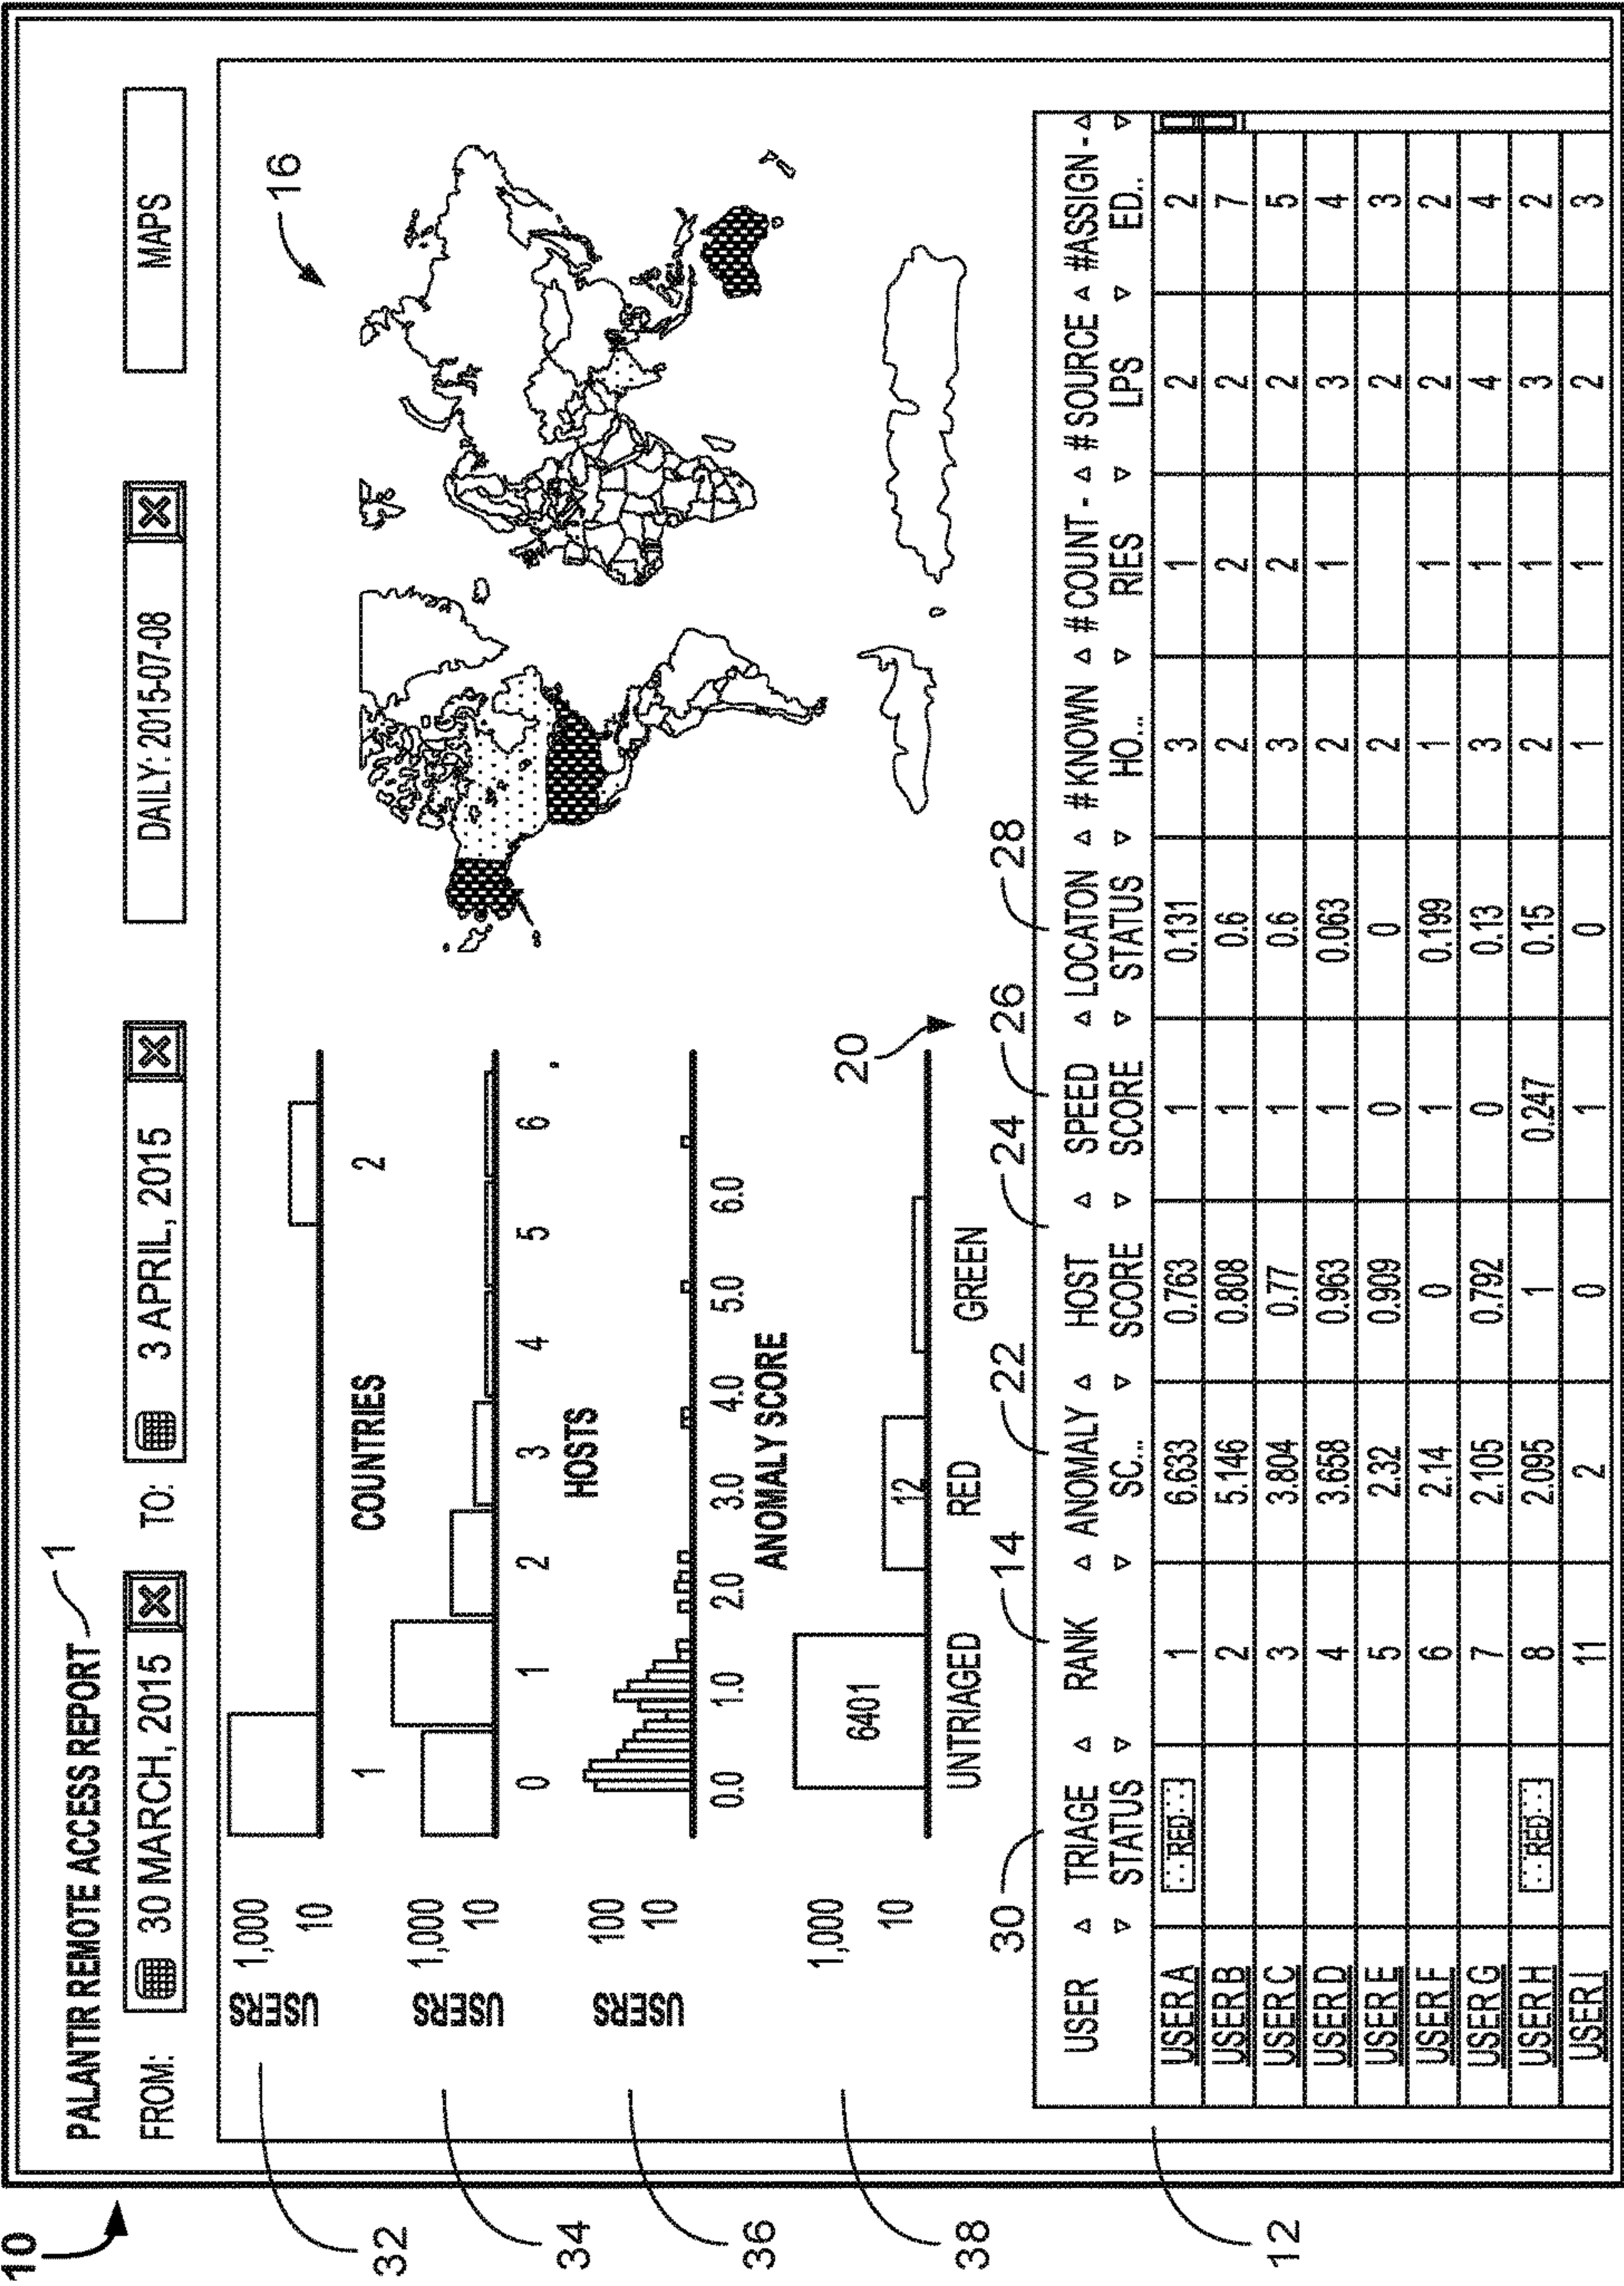 10
PALANTIR REMOTE ACCESS REPORT 1
FROM: 30 MARCH, 2015 TO: 3 APRIL, 2015 DAILY: 2015-07-08 MAPS
32
USERS
1,000
10
1 2
COUNTRIES
34
USERS
1,000
10
0 1 2 3 4 5 6
HOSTS
36
USERS
100
10
0.0 1.0 2.0 3.0 4.0 5.0 6.0
ANOMALY SCORE
38
1,000
10
6401 12
UNTRIAGED RED GREEN
16
20
30 14 22 24 26 28
USER TRIAGE RANK ANOMALY HOST SPEED LOCATON #KNOWN # COUNT - # SOURCE #ASSIGN -
STATUS SC... SCORE SCORE STATUS HO... RIES LPS ED..
12
USER A RED 1 6.633 0.763 1 0.131 3 1 2 2
USER B 2 5.146 0.808 1 0.6 2 2 2 7
USER C 3 3.804 0.77 1 0.6 3 2 2 5
USER D 4 3.658 0.963 1 0.063 2 1 3 4
USER E 5 2.32 0.909 0 0 2 2 3
USER F 6 2.14 0 1 0.199 1 1 2 2
USER G 7 2.105 0.792 0 0.13 3 1 4 4
USER H RED 8 2.095 1 0.247 0.15 2 1 3 2
USER I 11 2 0 1 0 1 1 2 3